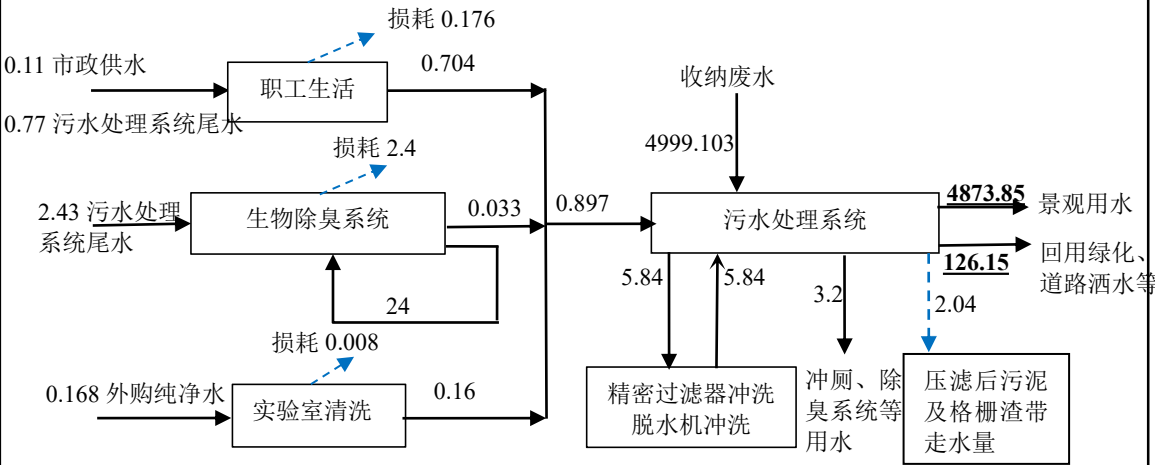 损耗 0.176
0.11 市政供水
职工生活
0.704
0.77 污水处理系统尾水
收纳废水
4999.103
损耗 2.4
2.43 污水处理
系统尾水
生物除臭系统
0.033
0.897
污水处理系统
4873.85
景观用水
126.15
回用绿化、
道路洒水等
24
5.84
5.84
3.2
2.04
损耗 0.008
0.168 外购纯净水
实验室清洗
0.16
精密过滤器冲洗
脱水机冲洗
冲厕、除
臭系统等
用水
压滤后污泥
及格栅渣带
走水量